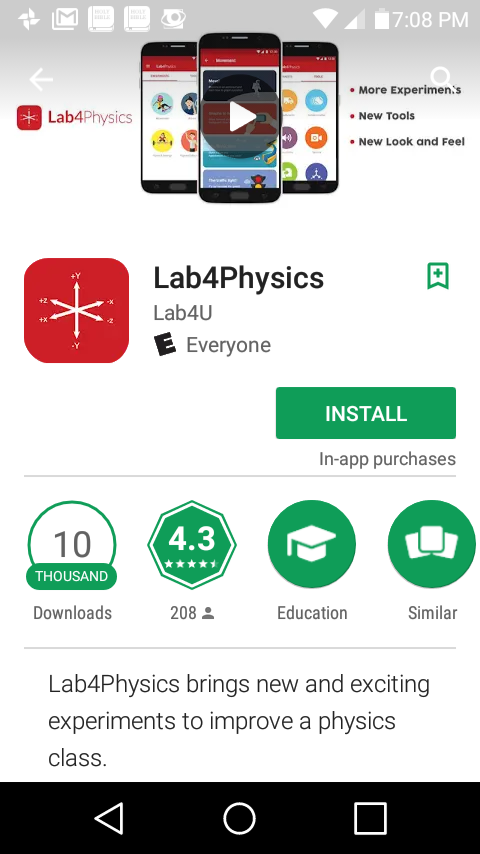 7:08 PM
Lab4Physics
• More Experiments
• New Tools
• New Look and Feel
+Y
+z -x
+x -z
-Y
Lab4Physics
Lab4U
E Everyone
INSTALL
In-app purchases
10
THOUSAND
4.3
Downloads 208 Education Similar
Lab4Physics brings new and exciting
experiments to improve a physics
class.